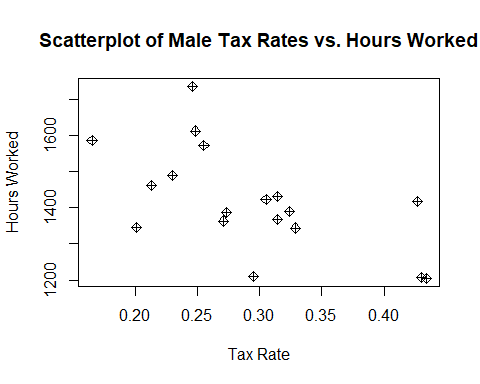 Scatterplot of Male Tax Rates vs. Hours Worked
Hours Worked
1600
1400
1200
0.20 0.25 0.30 0.35 0.40
Tax Rate